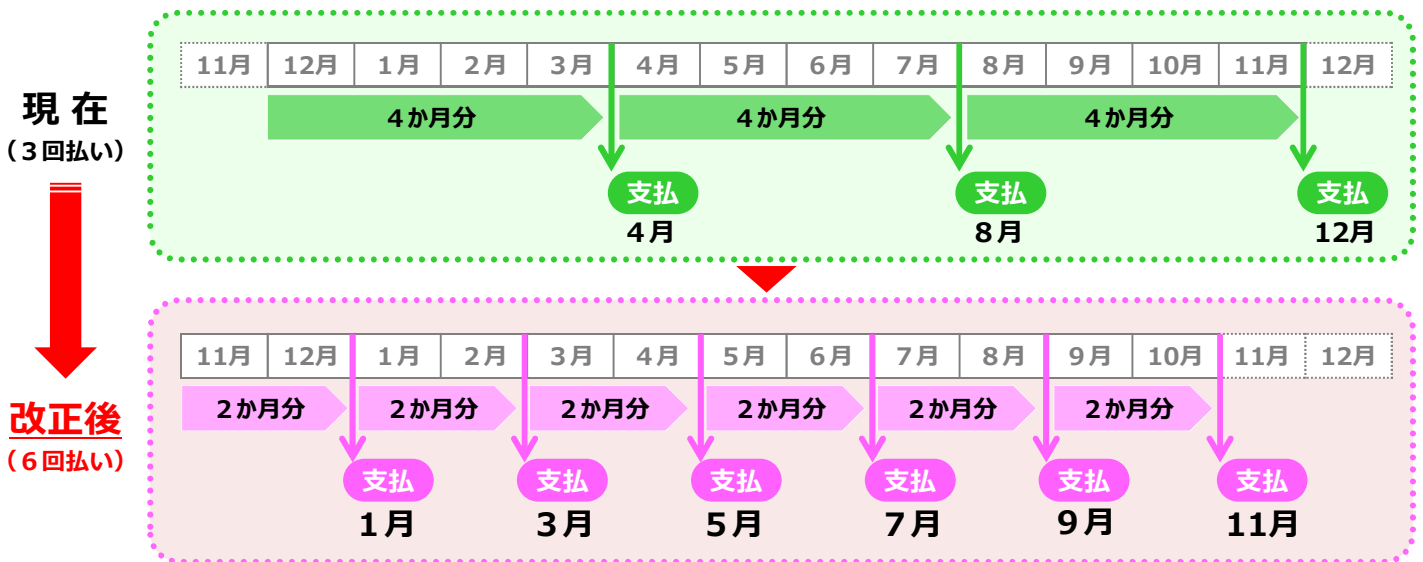 11月 12月 1月 2月 3月 4月 5月 6月 7月 8月 9月 10月 11月 12月
現在
(3回払い)
4か月分 4か月分 4か月分
支払 支払 支払
4月 8月 12月
11月 12月 1月 2月 3月 4月 5月 6月 7月 8月 9月 10月 11月 12月
改正後
(6回払い)
2か月分 2か月分 2か月分 2か月分 2か月分 2か月分
支払 支払 支払 支払 支払 支払
1月 3月 5月 7月 9月 11月